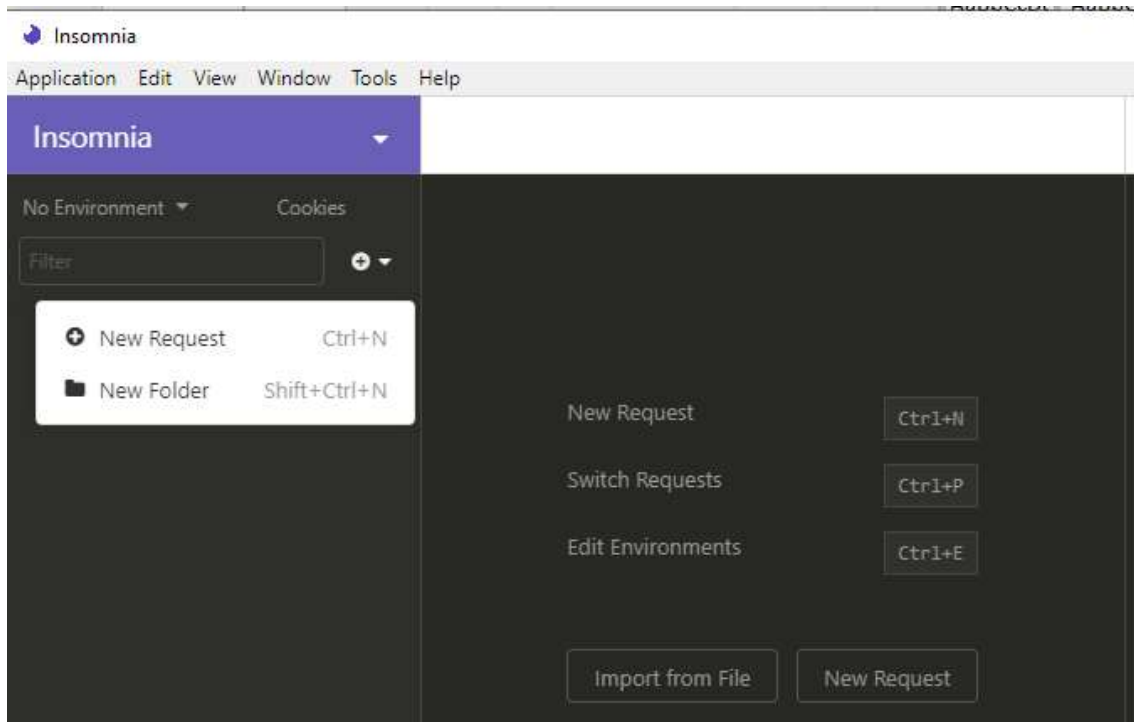 Insomnia
Application Edit View Window Tools Help
Insomnia
No Environment Cookies
Filter
New Request Ctrl+N
New Folder Shift+Ctrl+N
New Request Ctrl+N
Switch Requests Ctrl+P
Edit Environments Ctrl+E
Import from File New Request